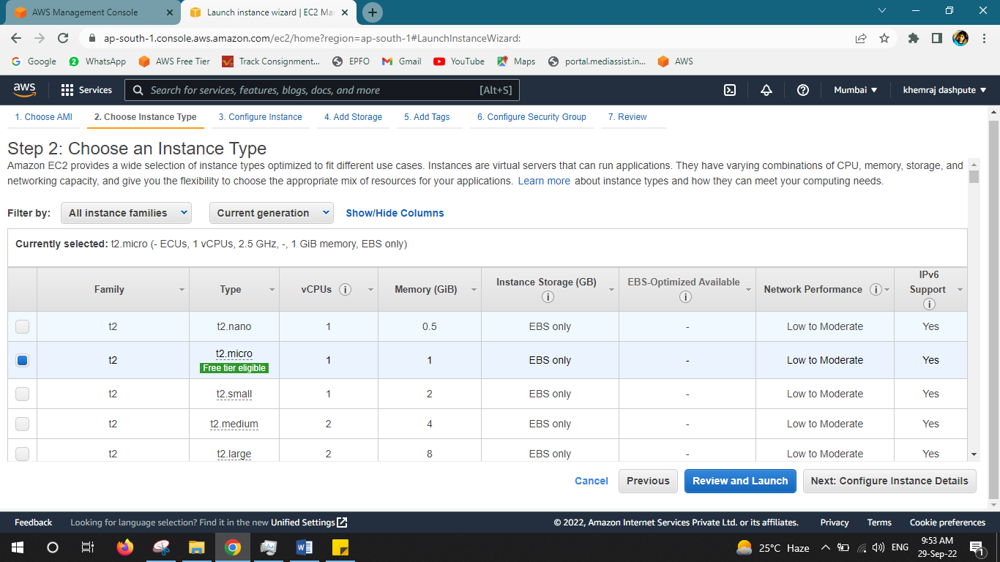 AWS Management Console
Launch instance wizard | EC2 Ma
ap-south-1.console.aws.amazon.com/ec2/home?region=ap-south-1#LaunchInstanceWizard:
Google WhatsApp AWS Free Tier Track Consignment... EPFO Gmail YouTube Maps portal.mediassist.in... AWS
aws Services Search for services, features, blogs, docs, and more [Alt+S] Mumbai khemraj dashpute
1. Choose AMI 2. Choose Instance Type 3. Configure Instance 4. Add Storage 5. Add Tags 6. Configure Security Group 7. Review
Step 2: Choose an Instance Type
Amazon EC2 provides a wide selection of instance types optimized to fit different use cases. Instances are virtual servers that can run applications. They have varying combinations of CPU, memory, storage, and
networking capacity, and give you the flexibility to choose the appropriate mix of resources for your applications. Learn more about instance types and how they can meet your computing needs.
Filter by: All instance families Current generation Show/Hide Columns
Currently selected: t2.micro (- ECUs, 1 vCPUs, 2.5 GHz, -, 1 GiB memory, EBS only)
Family Type vCPUs i Memory (GiB) Instance Storage (GB) i EBS-Optimized Available i Network Performance i IPv6 Support i
t2 t2.nano 1 0.5 EBS only - Low to Moderate Yes
t2 t2.micro Free tier eligible 1 1 EBS only - Low to Moderate Yes
t2 t2.small 1 2 EBS only - Low to Moderate Yes
t2 t2.medium 2 4 EBS only - Low to Moderate Yes
t2 t2.large 2 8 EBS only - Low to Moderate Yes
Cancel Previous Review and Launch Next: Configure Instance Details
Feedback Looking for language selection? Find it in the new Unified Settings © 2022, Amazon Internet Services Private Ltd. or its affiliates. Privacy Terms Cookie preferences
25°C Haze ENG 9:53 AM
29-Sep-22 1